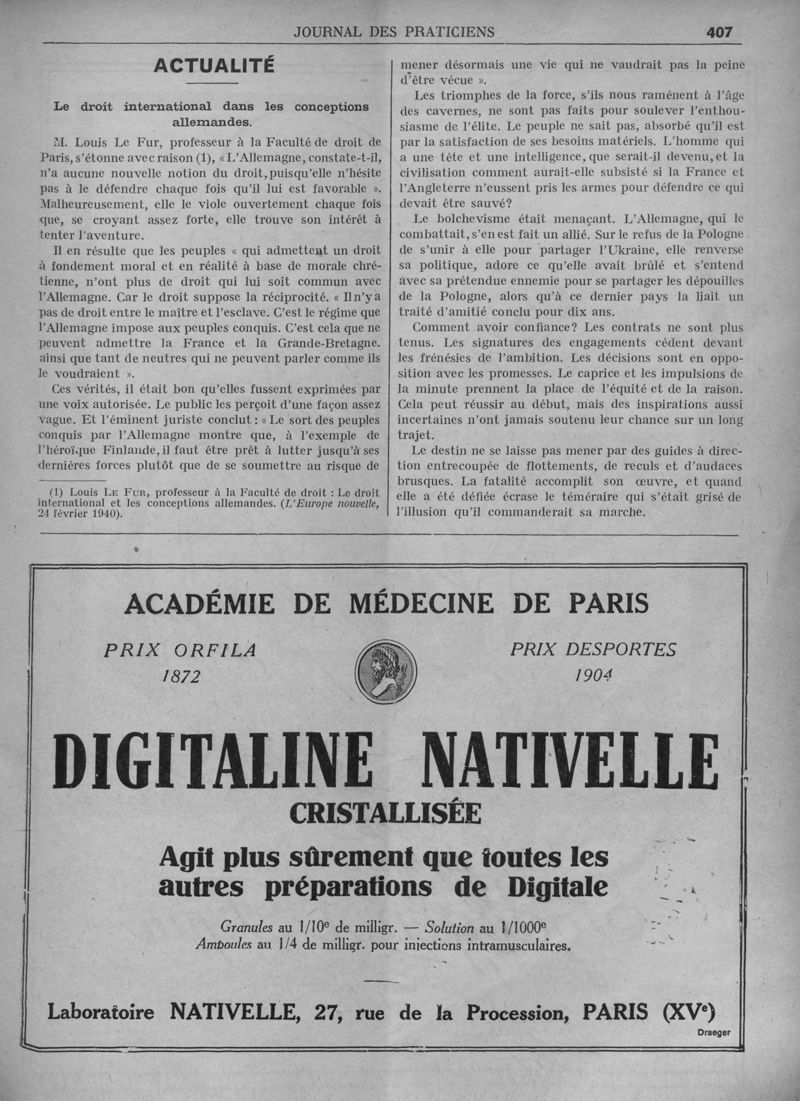 JOURNAL DES PRATICIENS 407
ACTUALITÉ
Le droit international dans les conceptions
allemandes.
M. Louis Le Fur, professeur à la Faculté de droit de
Paris, s'étonne avec raison (1), « L'Allemagne, constate-t-il,
n'a aucune nouvelle notion du droit, puisqu'elle n'hésite
pas à le défendre chaque fois qu'il lui est favorable ».
Malheureusement, elle le viole ouvertement chaque fois
que, se croyant assez forte, elle trouve son intérêt à
tenter l'aventure.
Il en résulte que les peuples « qui admettent un droit
à fondement moral et en réalité à base de morale chré-
tienne, n'ont plus de droit qui lui soit commun avec
l'Allemagne. Car le droit suppose la réciprocité. « Il n'y a
pas de droit entre le maître et l'esclave. C'est le régime que
l'Allemagne impose aux peuples conquis. C'est cela que ne
peuvent admettre la France et la Grande-Bretagne.
ainsi que tant de neutres qui ne peuvent parler comme ils
le voudraient ».
Ces vérités, il était bon qu'elles fussent exprimées par
une voix autorisée. Le public les perçoit d'une façon assez
vague. Et l'éminent juriste conclut : « Le sort des peuples
conquis par l'Allemagne montre que, à l'exemple de
l'héroïque Finlande, il faut être prêt à lutter jusqu'à ses
dernières forces plutôt que de se soumettre au risque de
(1) Louis LE FUR, professeur à la Faculté de droit : Le droit
international et les conceptions allemandes. (L'Europe nouvelle,
24 février 1940).
mener désormais une vie qui ne vaudrait pas la peine
d'être vécue ».
Les triomphes de la force, s'ils nous ramènent à l'âge
des cavernes, ne sont pas faits pour soulever l'enthou-
siasme de l'élite. Le peuple ne sait pas, absorbé qu'il est
par la satisfaction de ses besoins matériels. L'homme qui
a une tête et une intelligence, que serait-il devenu, et la
civilisation comment aurait-elle subsisté si la France et
l'Angleterre n'eussent pris les armes pour défendre ce qui
devait être sauvé?
Le bolchevisme était menaçant. L'Allemagne, qui le
combattait, s'en est fait un allié. Sur le refus de la Pologne
de s'unir à elle pour partager l'Ukraine, elle renverse
sa politique, adore ce qu'elle avait brûlé et s'entend
avec sa prétendue ennemie pour se partager les dépouilles
de la Pologne, alors qu'à ce dernier pays la liait un
traité d'amitié conclu pour dix ans.
Comment avoir confiance? Les contrats ne sont plus
tenus. Les signatures des engagements cèdent devant
les frénésies de l'ambition. Les décisions sont en oppo-
sition avec les promesses. Le caprice et les impulsions de
la minute prennent la place de l'équité et de la raison.
Cela peut réussir au début, mais des inspirations aussi
incertaines n'ont jamais soutenu leur chance sur un long
trajet.
Le destin ne se laisse pas mener par des guides à direc-
tion entrecoupée de flottements, de reculs et d'audaces
brusques. La fatalité accomplit son œuvre, et quand
elle a été défiée écrase le téméraire qui s'était grisé de
l'illusion qu'il commanderait sa marche.
ACADÉMIE DE MÉDECINE DE PARIS
PRIX ORFILA
1872
PRIX DESPORTES
1904
DIGITALINE NATIVELLE
CRISTALLISÉE
Agit plus sûrement que toutes les
autres préparations de Digitale
Granules au 1/10e de milligr. — Solution au 1/1000e
Ampoules au 1/4 de milligr. pour injections intramusculaires.
Laboratoire NATIVELLE, 27, rue de la Procession, PARIS (XVe)
Draeger